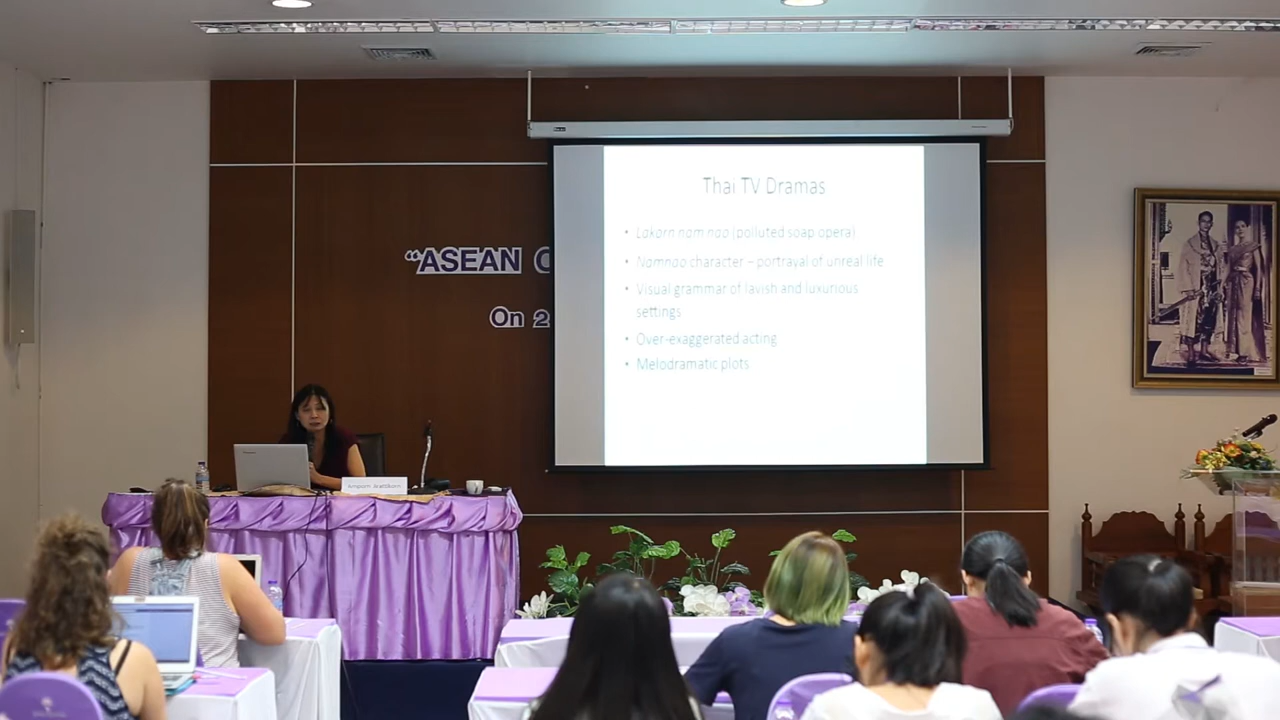 Thai TV Dramas
• Lakorn nam nao (polluted soap opera)
• Namnao character – portrayal of unreal life
• Visual grammar of lavish and luxurious
settings
• Over-exaggerated acting
• Melodramatic plots
“ASEAN
On 2